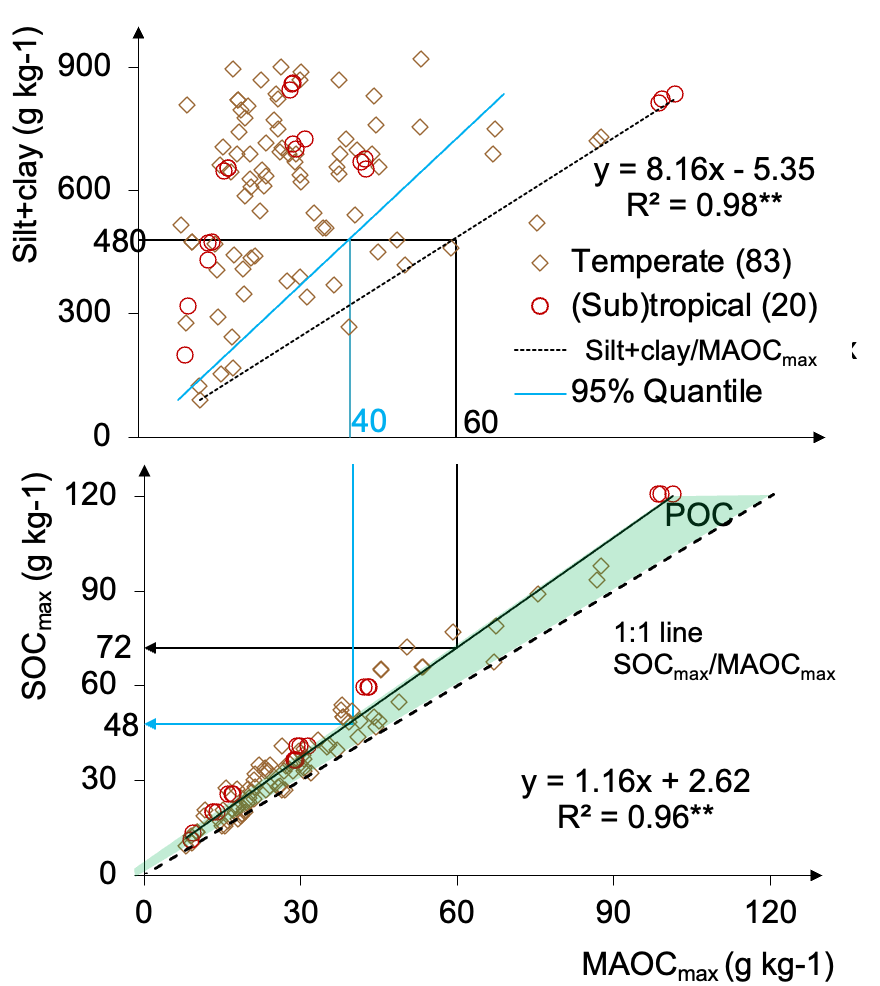 Silt+clay (g kg-1)
900
600
480
300
0
y = 8.16x - 5.35
R² = 0.98**
Temperate (83)
(Sub)tropical (20)
Silt+clay/MAOCmax
95% Quantile
40
60
SOCmax (g kg-1)
120
90
72
60
48
30
0
POC
1:1 line
SOCmax/MAOCmax
y = 1.16x + 2.62
R² = 0.96**
0 30 60 90 120
MAOCmax (g kg-1)